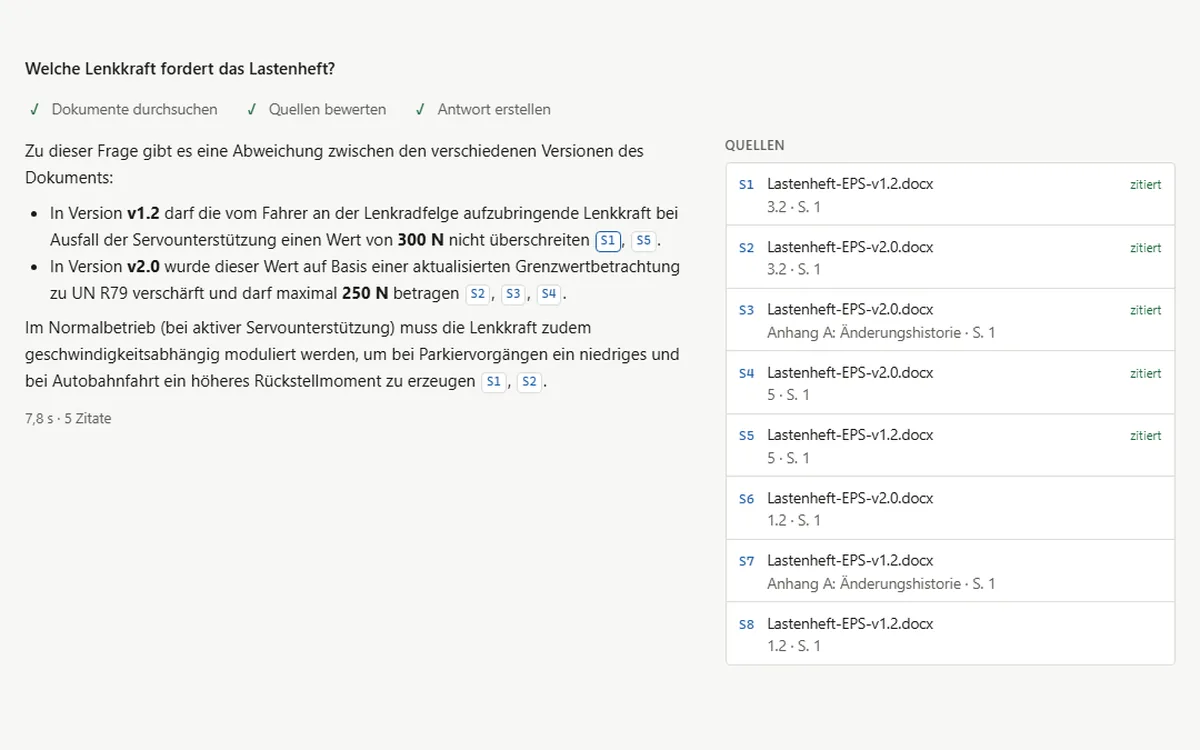 Welche Lenkkraft fordert das Lastenheft?
✓ Dokumente durchsuchen ✓ Quellen bewerten ✓ Antwort erstellen
Zu dieser Frage gibt es eine Abweichung zwischen den verschiedenen Versionen des
Dokuments:
• In Version v1.2 darf die vom Fahrer an der Lenkradfelge aufzubringende Lenkkraft bei
Ausfall der Servounterstützung einen Wert von 300 N nicht überschreiten S1, S5.
• In Version v2.0 wurde dieser Wert auf Basis einer aktualisierten Grenzwertbetrachtung
zu UN R79 verschärft und darf maximal 250 N betragen S2, S3, S4.
Im Normalbetrieb (bei aktiver Servounterstützung) muss die Lenkkraft zudem
geschwindigkeitsabhängig moduliert werden, um bei Parkiervorgängen ein niedriges und
bei Autobahnfahrt ein höheres Rückstellmoment zu erzeugen S1, S2.
7,8 s · 5 Zitate
QUELLEN
S1 Lastenheft-EPS-v1.2.docx zitiert
3.2 · S. 1
S2 Lastenheft-EPS-v2.0.docx zitiert
3.2 · S. 1
S3 Lastenheft-EPS-v2.0.docx zitiert
Anhang A: Änderungshistorie · S. 1
S4 Lastenheft-EPS-v2.0.docx zitiert
5 · S. 1
S5 Lastenheft-EPS-v1.2.docx zitiert
5 · S. 1
S6 Lastenheft-EPS-v2.0.docx
1.2 · S. 1
S7 Lastenheft-EPS-v1.2.docx
Anhang A: Änderungshistorie · S. 1
S8 Lastenheft-EPS-v1.2.docx
1.2 · S. 1